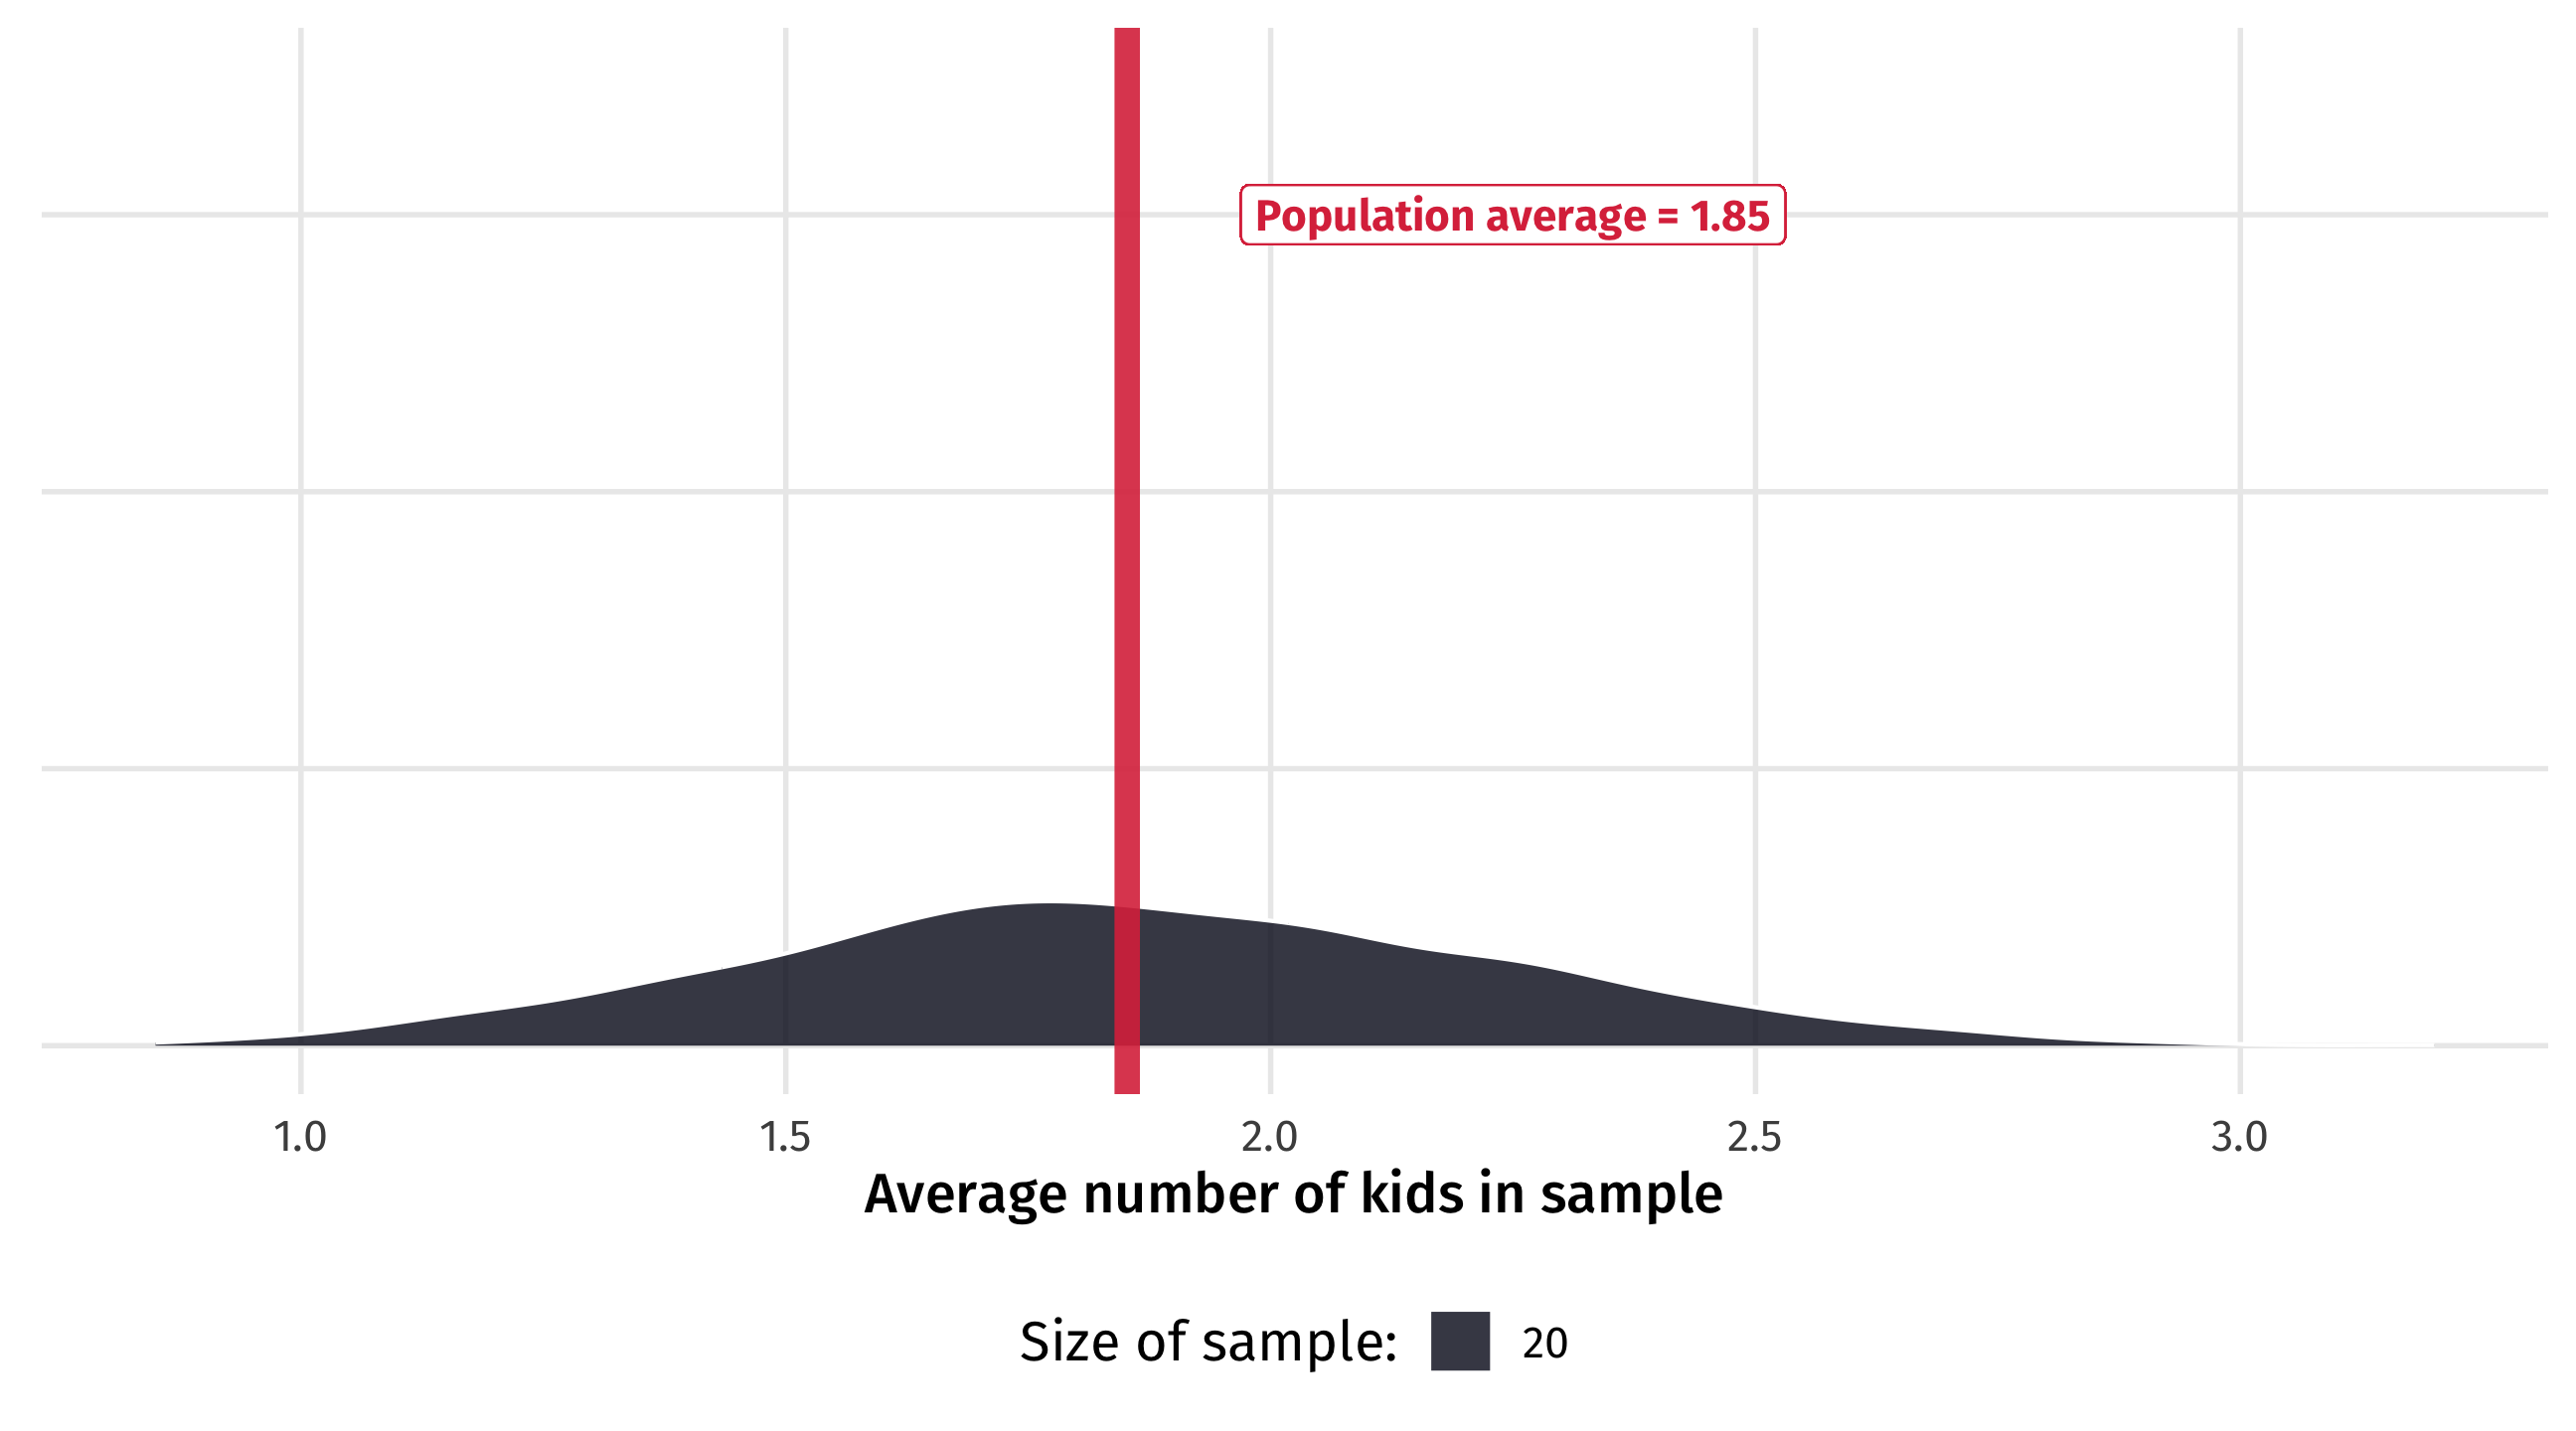 Population average = 1.85
1.0 1.5 2.0 2.5 3.0
Average number of kids in sample
Size of sample: 20